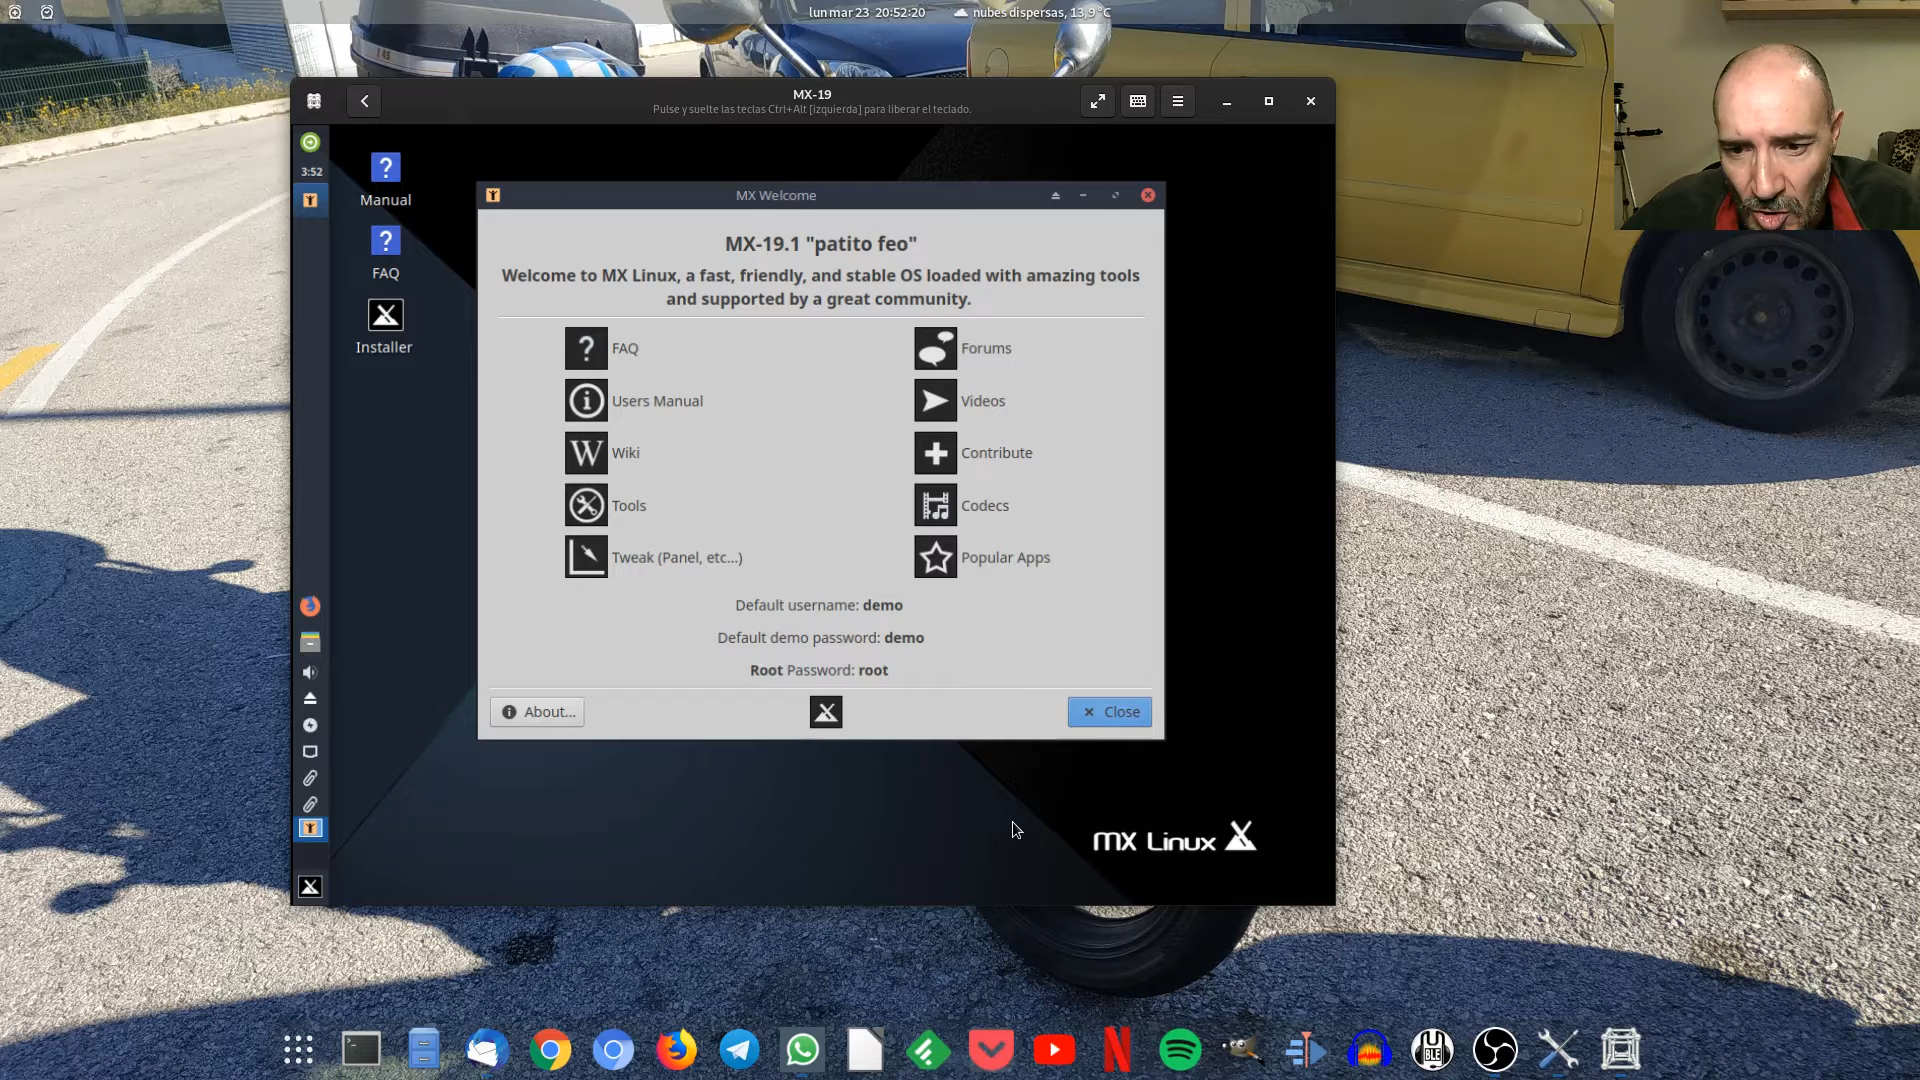 lun mar 23  20:52:20
nubes dispersas, 13,9 °C
MX-19
Pulse y suelte las teclas Ctrl+Alt [izquierda] para liberar el teclado.
3:52
Manual
FAQ
Installer
MX Welcome
MX-19.1 "patito feo"
Welcome to MX Linux, a fast, friendly, and stable OS loaded with amazing tools
and supported by a great community.
FAQ
Forums
Users Manual
Videos
Wiki
Contribute
Tools
Codecs
Tweak (Panel, etc...)
Popular Apps
Default username: demo
Default demo password: demo
Root Password: root
About...
Close
MX Linux